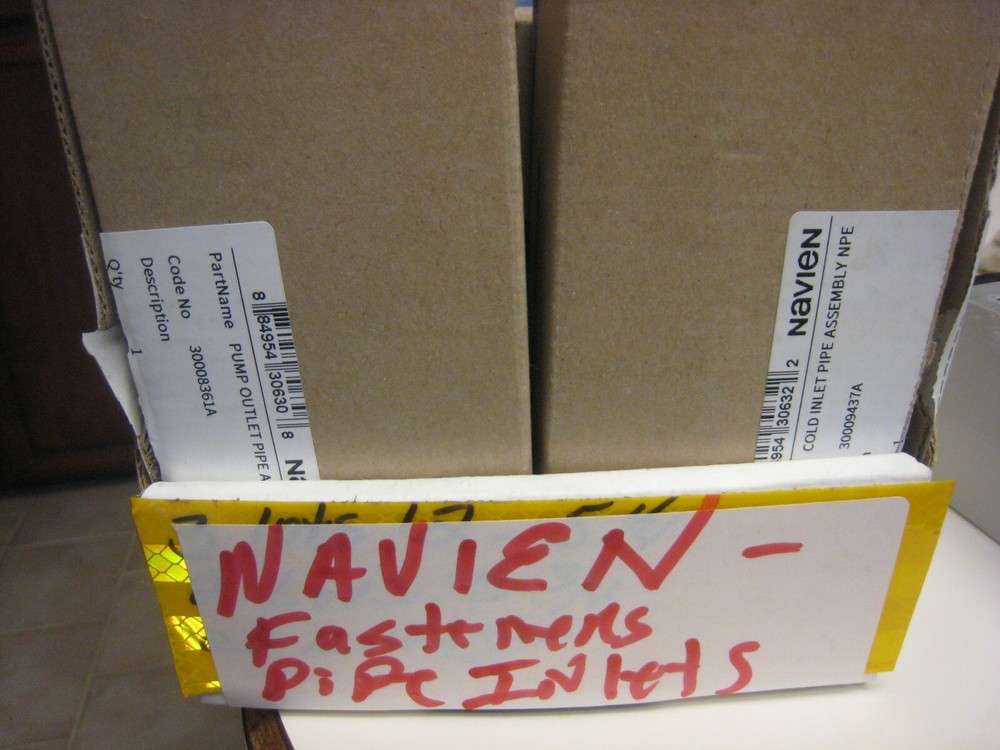 PartName PUMP OUTLET PIPE A
Code No 30008361A
Description
Q'ty 1
8 84954 30630 8
Navien
COLD INLET PIPE ASSEMBLY NPE
30009437A
954 30632 2
NAVIEN -
Fasteners
PiPe INlets